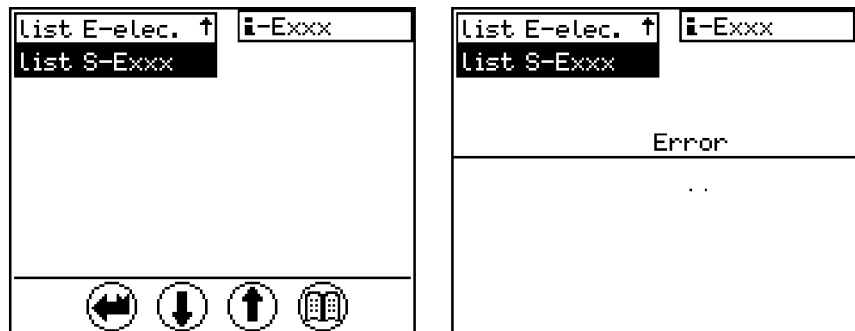 list E-elec. ↑
i-Exxx
list S-Exxx
list E-elec. ↑
i-Exxx
list S-Exxx
Error
. .